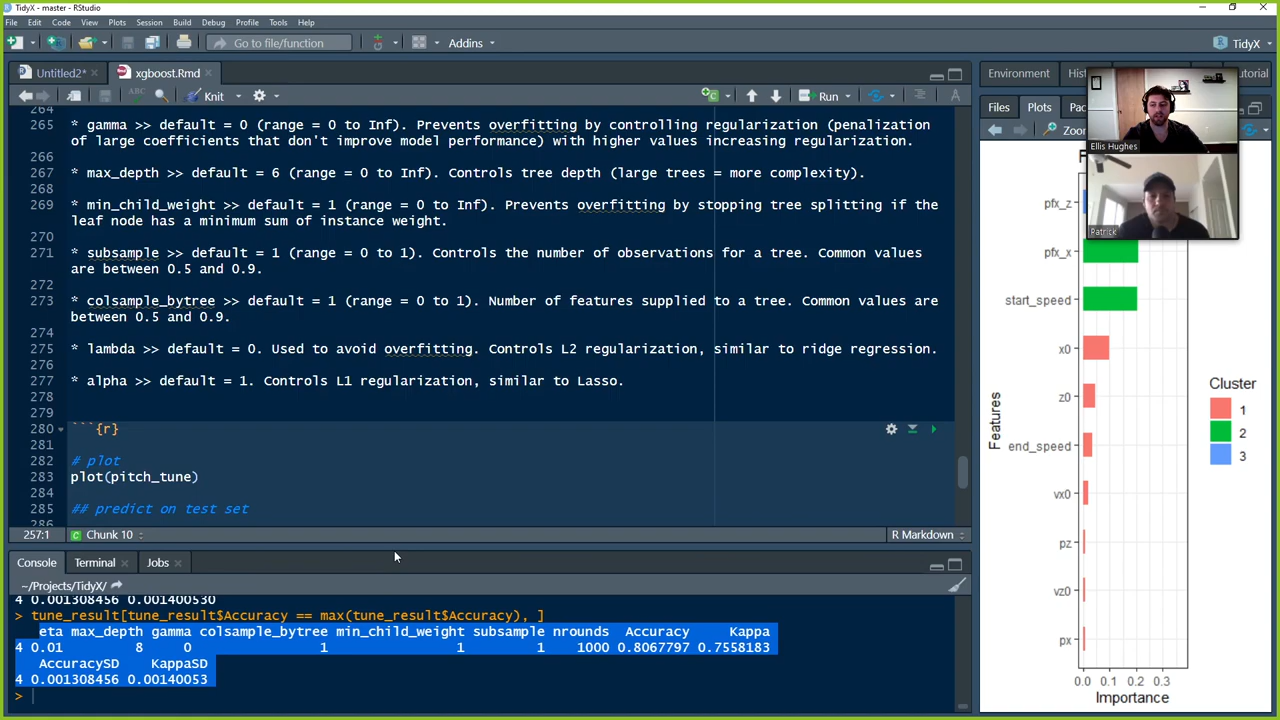 TidyX - master - RStudio
File Edit Code View Plots Session Build Debug Profile Tools Help
Go to file/function
Addins
TidyX
Untitled2*
xgboost.Rmd
Knit
Run
264
265 * gamma >> default = 0 (range = 0 to Inf). Prevents overfitting by controlling regularization (penalization
of large coefficients that don't improve model performance) with higher values increasing regularization.
266
267 * max_depth >> default = 6 (range = 0 to Inf). Controls tree depth (large trees = more complexity).
268
269 * min_child_weight >> default = 1 (range = 0 to Inf). Prevents overfitting by stopping tree splitting if the
leaf node has a minimum sum of instance weight.
270
271 * subsample >> default = 1 (range = 0 to 1). Controls the number of observations for a tree. Common values
are between 0.5 and 0.9.
272
273 * colsample_bytree >> default = 1 (range = 0 to 1). Number of features supplied to a tree. Common values are
between 0.5 and 0.9.
274
275 * lambda >> default = 0. Used to avoid overfitting. Controls L2 regularization, similar to ridge regression.
276
277 * alpha >> default = 1. Controls L1 regularization, similar to Lasso.
278
279
280 ```{r}
281
282 # plot
283 plot(pitch_tune)
284
285 ## predict on test set
286
257:1 Chunk 10 R Markdown
Console Terminal Jobs
~/Projects/TidyX/
4 0.001308456 0.001400530
> tune_result[tune_result$Accuracy == max(tune_result$Accuracy), ]
eta max_depth gamma colsample_bytree min_child_weight subsample nrounds Accuracy Kappa
4 0.01 8 0 1 1 1 1000 0.8067797 0.7558183
AccuracySD KappaSD
4 0.001308456 0.00140053
>
Environment
Files Plots
Ellis Hughes
Patrick
pfx_z
pfx_x
start_speed
x0
z0
end_speed
vx0
pz
vz0
px
Features
0.0 0.1 0.2 0.3
Importance
Cluster
1
2
3